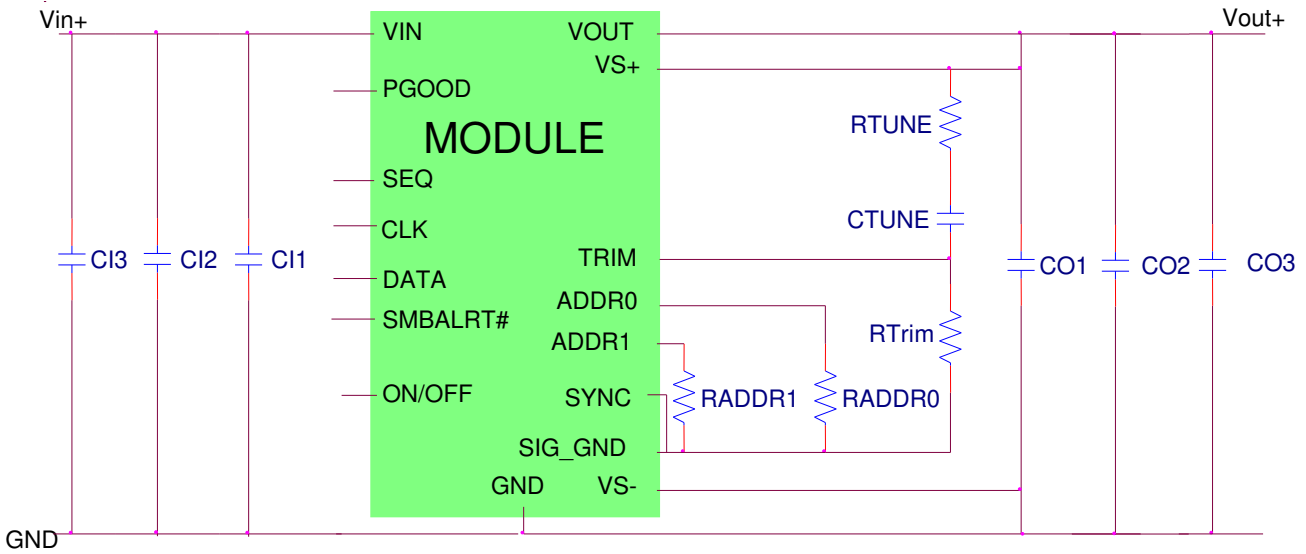 Vin+
Vout+
VIN
VOUT
VS+
PGOOD
MODULE
RTUNE
SEQ
CTUNE
CLK
CI3
CI2
CI1
TRIM
CO1
CO2
CO3
DATA
ADDR0
SMBALRT#
ADDR1
RTrim
ON/OFF
SYNC
RADDR1
RADDR0
SIG_GND
GND
VS-
GND